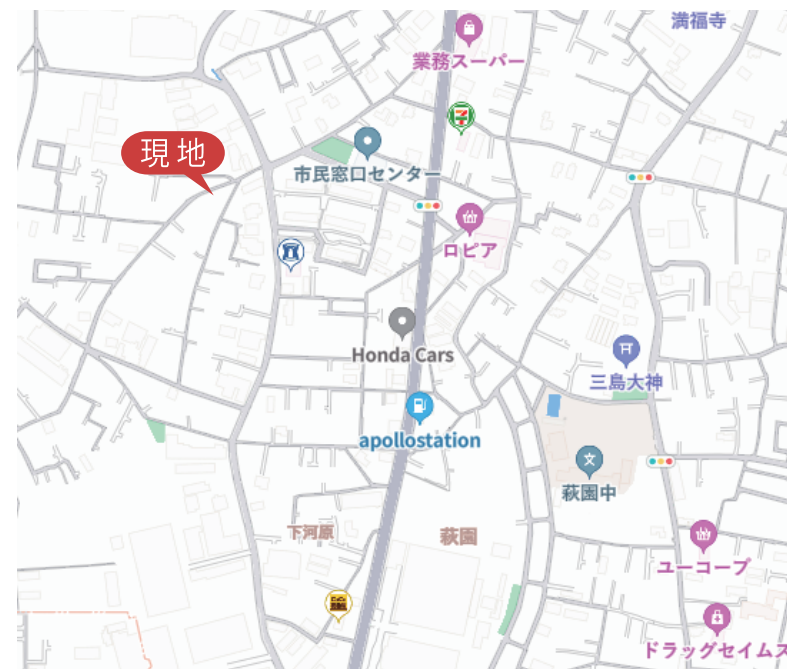 満福寺
業務スーパー
現地
市民窓口センター
ロピア
Honda Cars
三島大神
apollostation
文
萩園中
下河原
萩園
ユーコープ
ドラッグセイムス